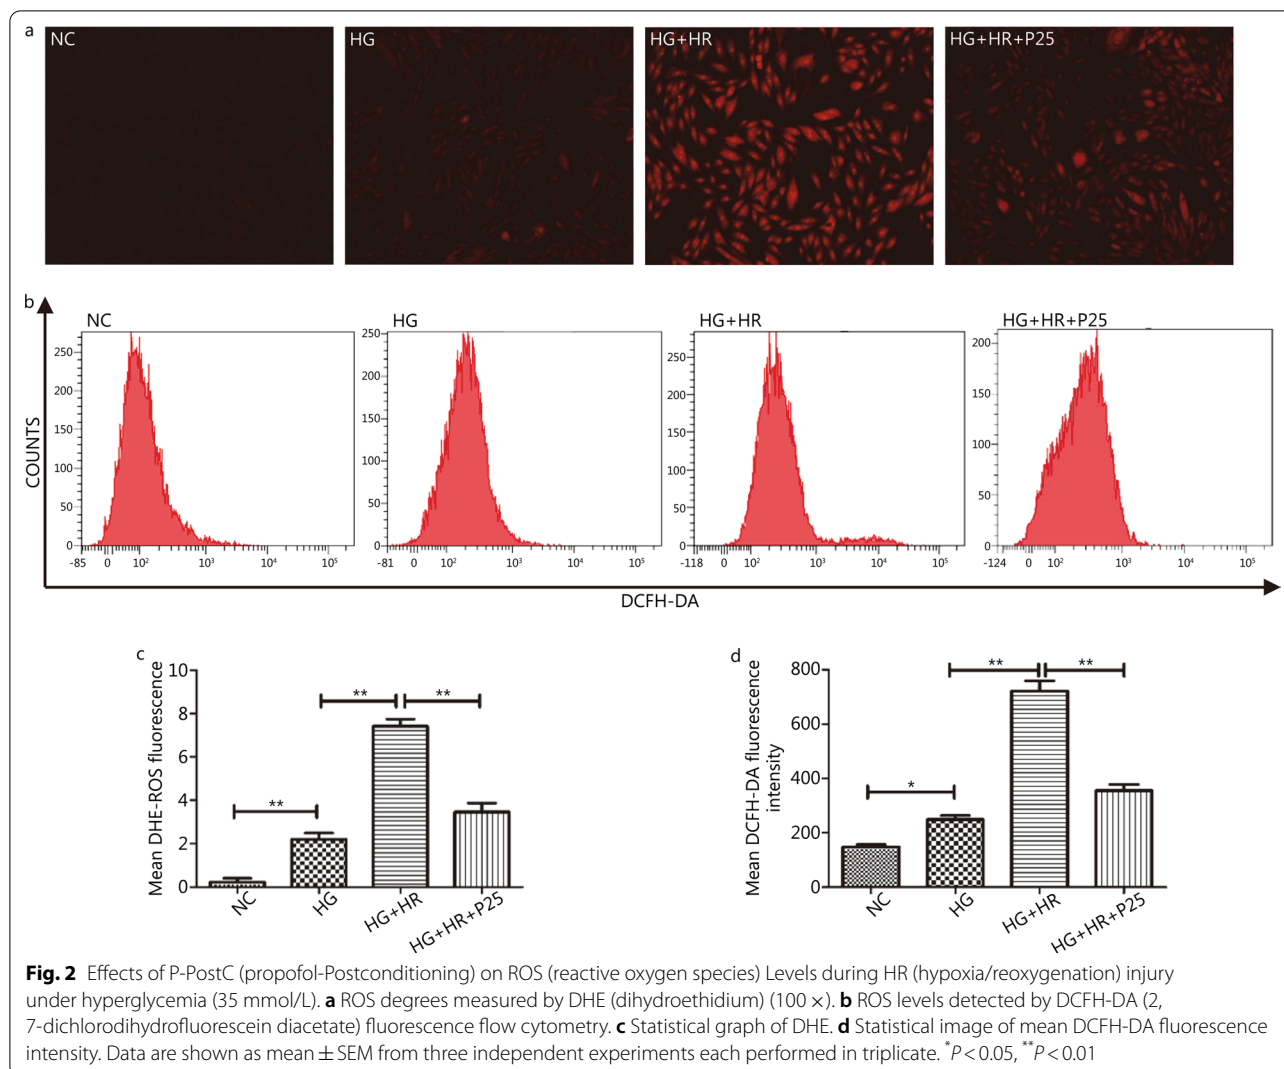 a
NC
HG
HG+HR
HG+HR+P25
b
COUNTS
NC
250
200
150
100
50
0
-85 0 10² 10³ 10⁴ 10⁵
HG
250
200
150
100
50
0
-81 0 10² 10³ 10⁴ 10⁵
HG+HR
250
200
150
100
50
0
-118 0 10² 10³ 10⁴ 10⁵
HG+HR+P25
200
150
100
50
0
-124 0 10² 10³ 10⁴ 10⁵
DCFH-DA
c
Mean DHE-ROS fluorescence
10
8
6
4
2
0
**
**
**
NC
HG
HG+HR
HG+HR+P25
d
Mean DCFH-DA fluorescence
intensity
800
600
400
200
0
*
**
**
NC
HG
HG+HR
HG+HR+P25
Fig. 2 Effects of P-PostC (propofol-Postconditioning) on ROS (reactive oxygen species) Levels during HR (hypoxia/reoxygenation) injury
under hyperglycemia (35 mmol/L). a ROS degrees measured by DHE (dihydroethidium) (100 ×). b ROS levels detected by DCFH-DA (2,
7-dichlorodihydrofluorescein diacetate) fluorescence flow cytometry. c Statistical graph of DHE. d Statistical image of mean DCFH-DA fluorescence
intensity. Data are shown as mean ± SEM from three independent experiments each performed in triplicate. *P < 0.05, **P < 0.01